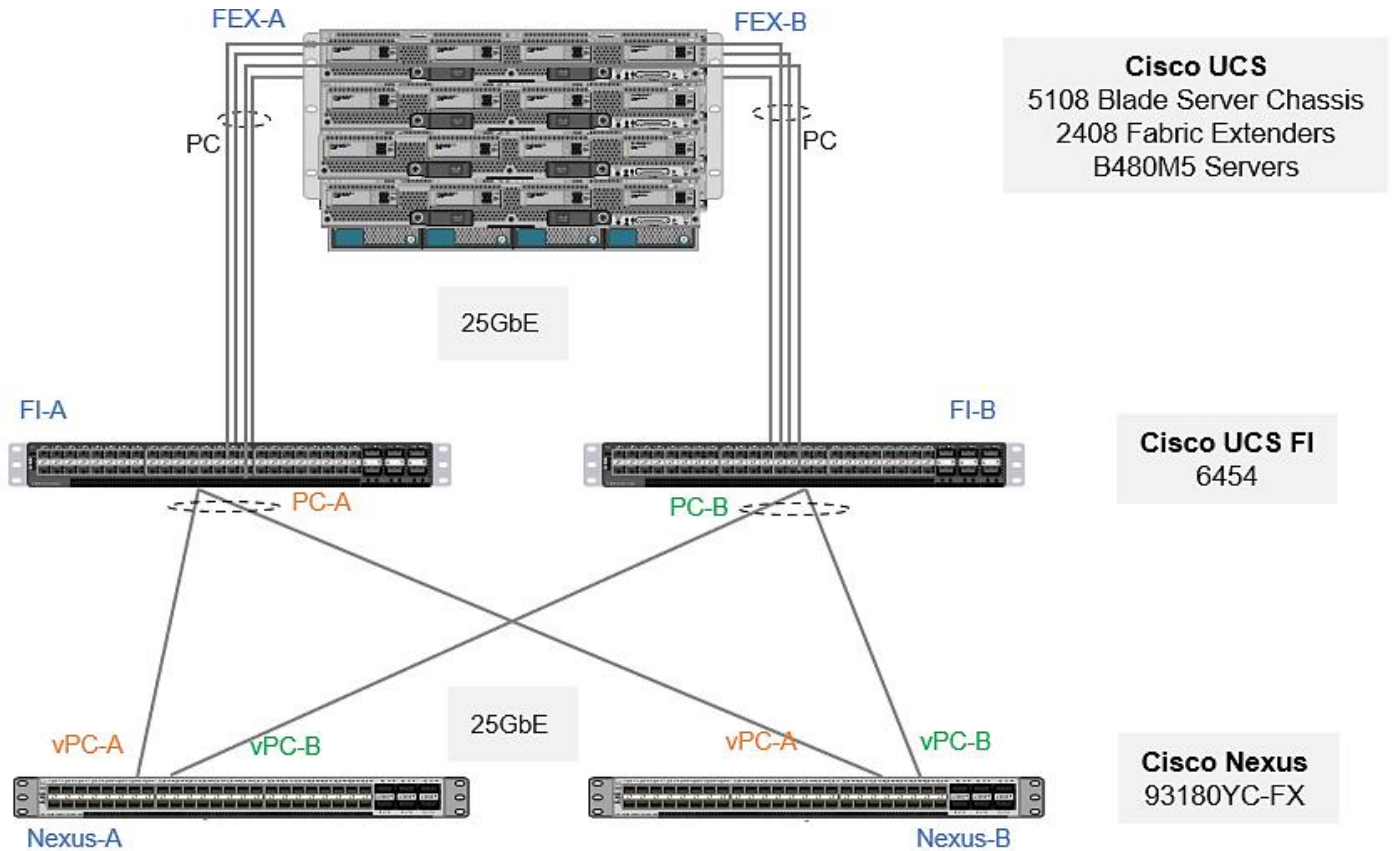 FEX-A
FEX-B
Cisco UCS
5108 Blade Server Chassis
2408 Fabric Extenders
B480M5 Servers
PC
PC
25GbE
FI-A
FI-B
Cisco UCS FI
6454
PC-A
PC-B
25GbE
vPC-A
vPC-B
vPC-A
vPC-B
Cisco Nexus
93180YC-FX
Nexus-A
Nexus-B